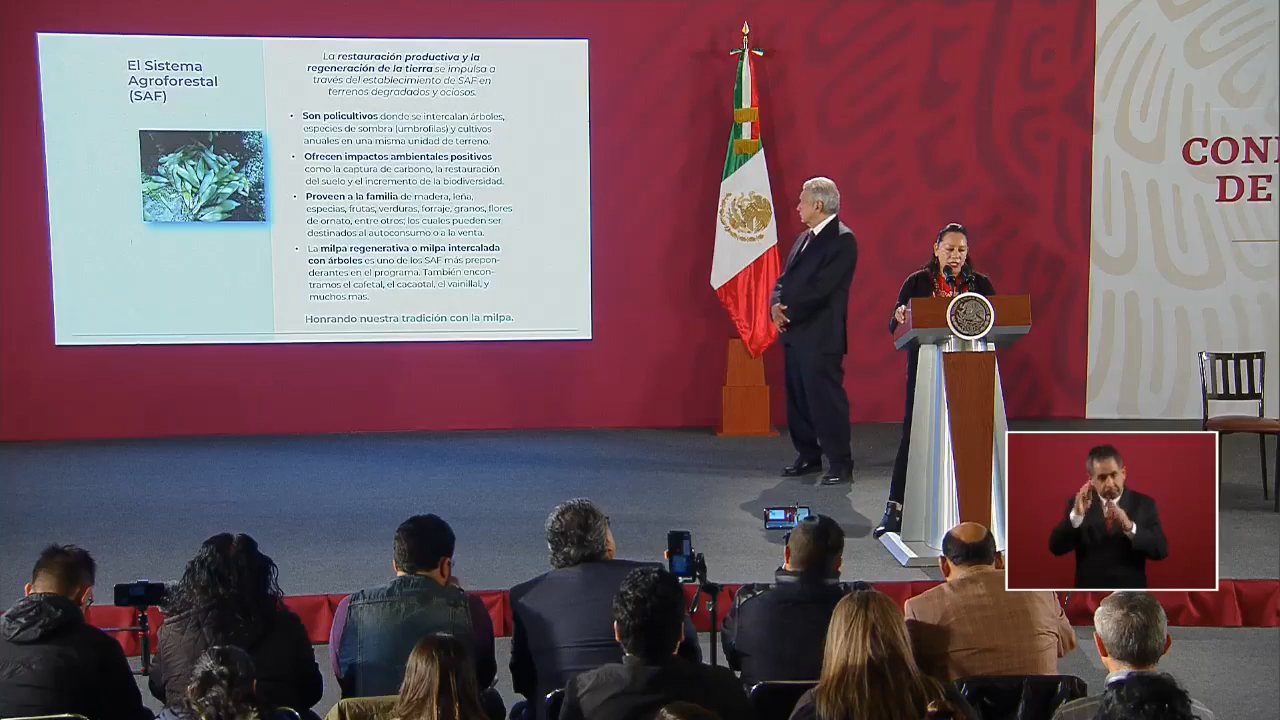 El Sistema
Agroforestal
(SAF)
La restauración productiva y la
regeneración de la tierra se impulsa a
través del establecimiento de SAF en
terrenos degradados y ociosos.
• Son policultivos donde se intercalan árboles,
especies de sombra (umbrofilas) y cultivos
anuales en una misma unidad de terreno.
• Ofrecen impactos ambientales positivos
como la captura de carbono, la restauración
del suelo y el incremento de la biodiversidad.
• Proveen a la familia de madera, leña,
especias, frutas, verduras, forraje, granos, flores
de ornato, entre otros; los cuales pueden ser
destinados al autoconsumo o a la venta.
• La milpa regenerativa o milpa intercalada
con árboles es uno de los SAF más prepon-
derantes en el programa. También encon-
tramos el cafetal, el cacaotal, el vainillal, y
muchos mas.
Honrando nuestra tradición con la milpa.
CONF
DE